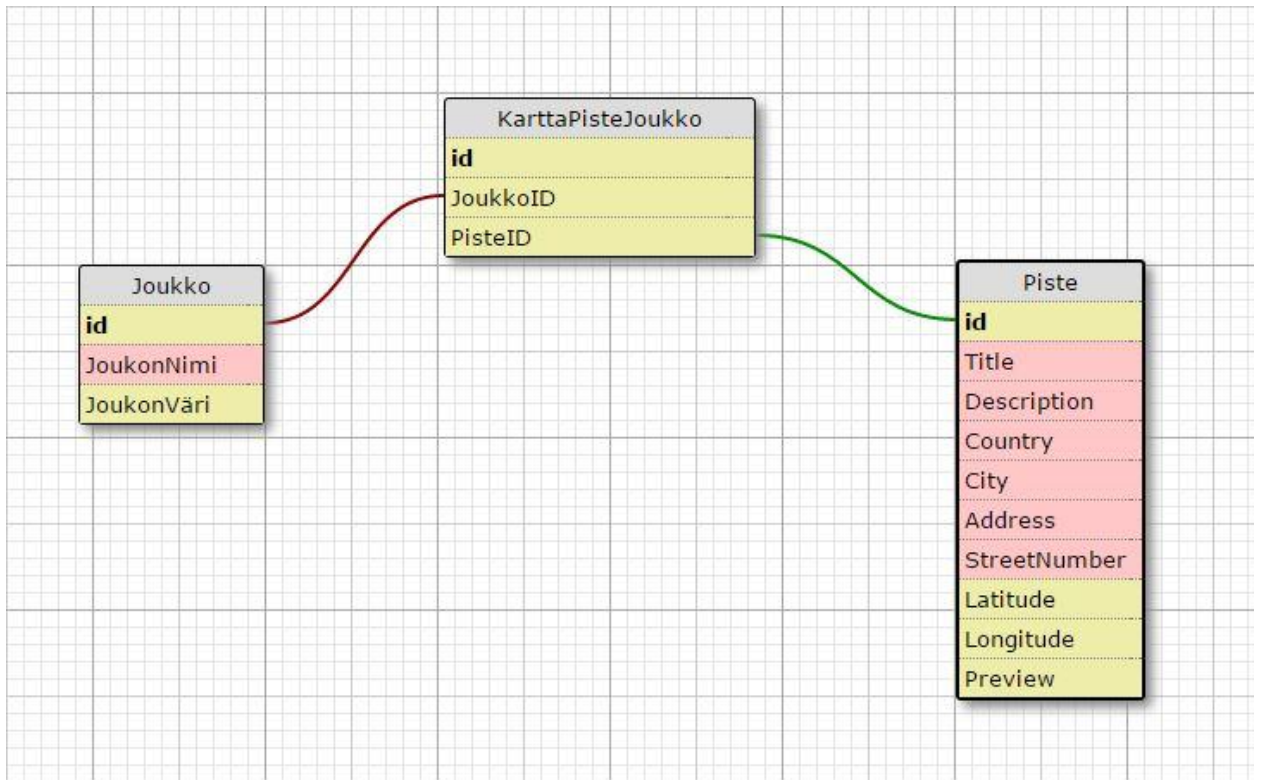 KarttaPisteJoukko
id
JoukkoID
PisteID
Joukko
id
JoukonNimi
JoukonVäri
Piste
id
Title
Description
Country
City
Address
StreetNumber
Latitude
Longitude
Preview